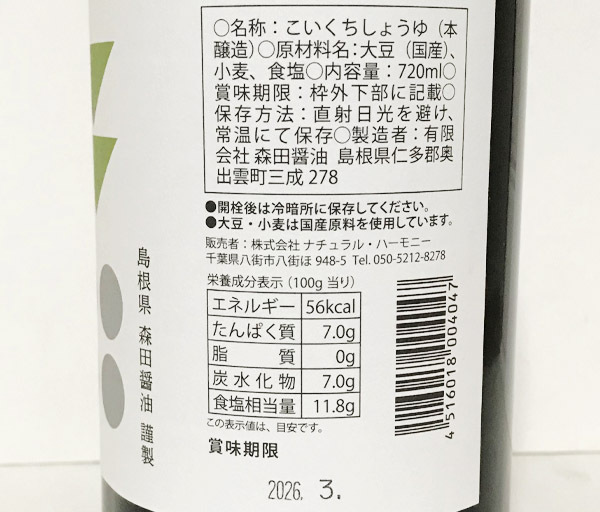 ○名称：こいくちしょうゆ（本
醸造）○原材料名：大豆（国産）、
小麦、食塩○内容量：720ml○
賞味期限：枠外下部に記載○
保存方法：直射日光を避け、
常温にて保存○製造者：有限
会社 森田醤油 島根県仁多郡奥
出雲町三成 278
●開栓後は冷暗所に保存してください。
●大豆・小麦は国産原料を使用しています。
販売者：株式会社 ナチュラル・ハーモニー
千葉県八街市八街ほ 948-5 Tel. 050-5212-8278
栄養成分表示（100g 当り）
エネルギー 56kcal
たんぱく質 7.0g
脂 質 0g
炭水化物 7.0g
食塩相当量 11.8g
この表示値は、目安です。
賞味期限
2026. 3.
4516018004047
島根県 森田醤油 謹製